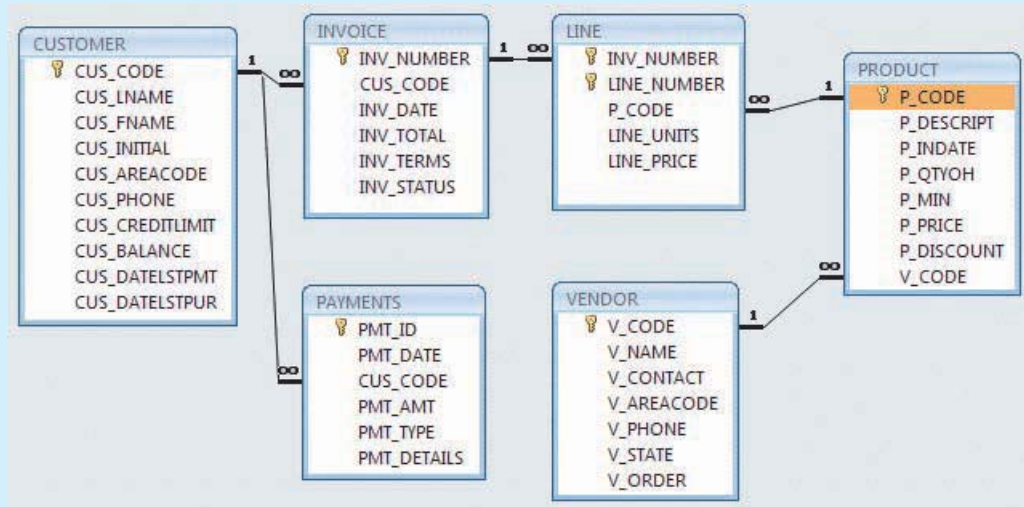 CUSTOMER
CUS_CODE
CUS_LNAME
CUS_FNAME
CUS_INITIAL
CUS_AREACODE
CUS_PHONE
CUS_CREDITLIMIT
CUS_BALANCE
CUS_DATELSTPMT
CUS_DATELSTPUR
1
∞
∞
INVOICE
INV_NUMBER
CUS_CODE
INV_DATE
INV_TOTAL
INV_TERMS
INV_STATUS
1
∞
LINE
INV_NUMBER
LINE_NUMBER
P_CODE
LINE_UNITS
LINE_PRICE
∞
1
PRODUCT
P_CODE
P_DESCRIPT
P_INDATE
P_QTYOH
P_MIN
P_PRICE
P_DISCOUNT
V_CODE
PAYMENTS
PMT_ID
PMT_DATE
CUS_CODE
PMT_AMT
PMT_TYPE
PMT_DETAILS
VENDOR
V_CODE
V_NAME
V_CONTACT
V_AREACODE
V_PHONE
V_STATE
V_ORDER
1
∞